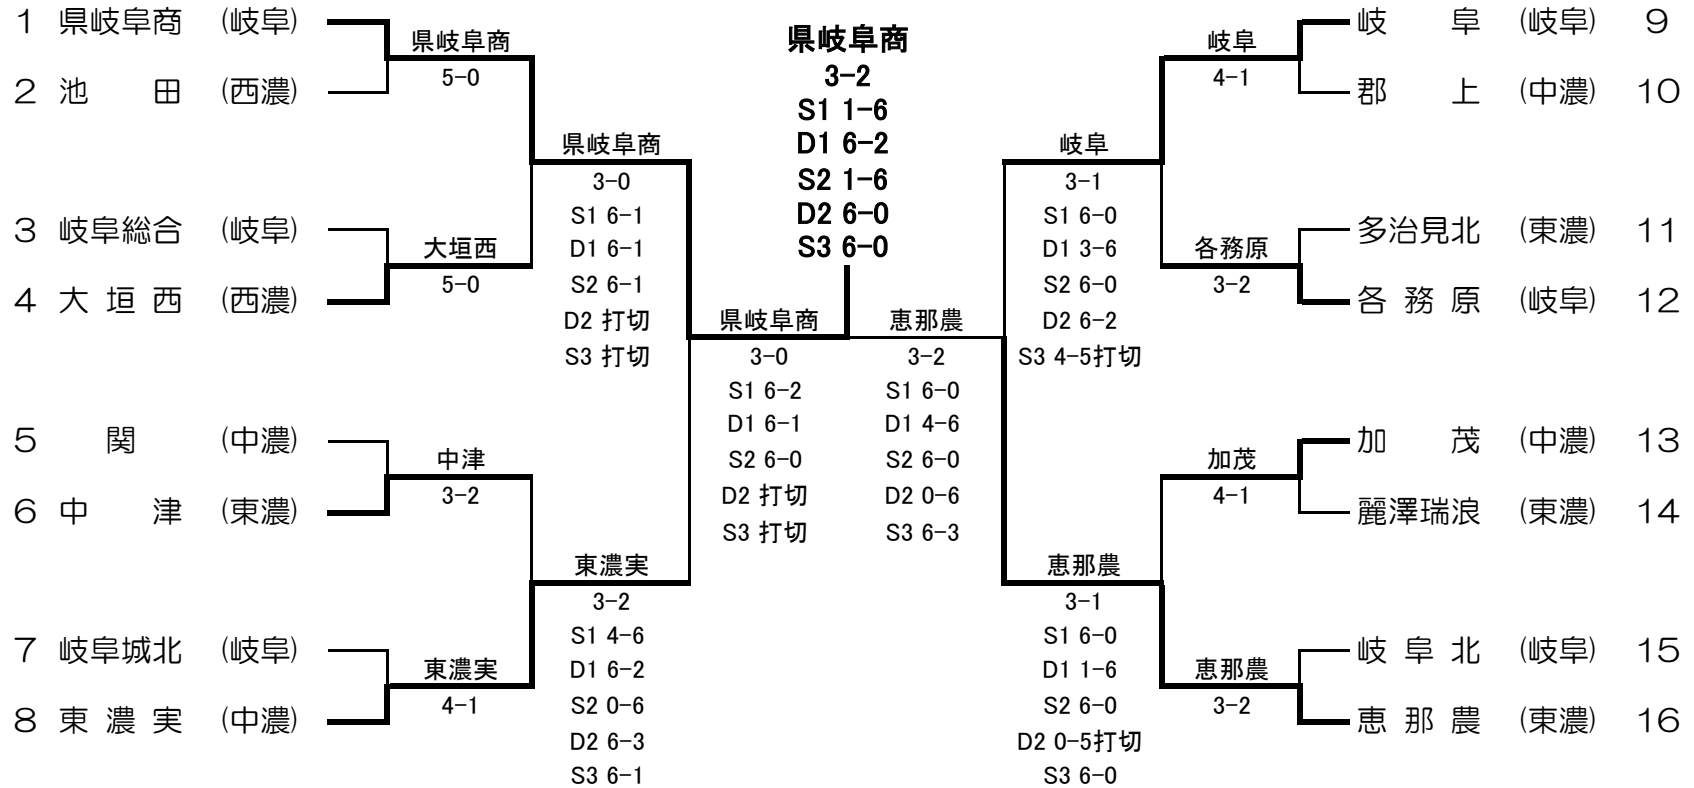 1 県岐阜商 (岐阜)
2 池 田 (西濃)
3 岐阜総合 (岐阜)
4 大 垣 西 (西濃)
5 関 (中濃)
6 中 津 (東濃)
7 岐阜城北 (岐阜)
8 東 濃 実 (中濃)
県岐阜商
5-0
大垣西
5-0
中津
3-2
東濃実
4-1
県岐阜商
3-0
S1 6-1
D1 6-1
S2 6-1
D2 打切
S3 打切
東濃実
3-2
S1 4-6
D1 6-2
S2 0-6
D2 6-3
S3 6-1
県岐阜商
3-0
S1 6-2
D1 6-1
S2 6-0
D2 打切
S3 打切
県岐阜商
3-2
S1 1-6
D1 6-2
S2 1-6
D2 6-0
S3 6-0
恵那農
3-2
S1 6-0
D1 4-6
S2 6-0
D2 0-6
S3 6-3
岐阜
3-1
S1 6-0
D1 3-6
S2 6-0
D2 6-2
S3 4-5打切
恵那農
3-1
S1 6-0
D1 1-6
S2 6-0
D2 0-5打切
S3 6-0
岐阜
4-1
各務原
3-2
加茂
4-1
恵那農
3-2
岐 阜 (岐阜) 9
郡 上 (中濃) 10
多治見北 (東濃) 11
各 務 原 (岐阜) 12
加 茂 (中濃) 13
麗澤瑞浪 (東濃) 14
岐 阜 北 (岐阜) 15
恵 那 農 (東濃) 16